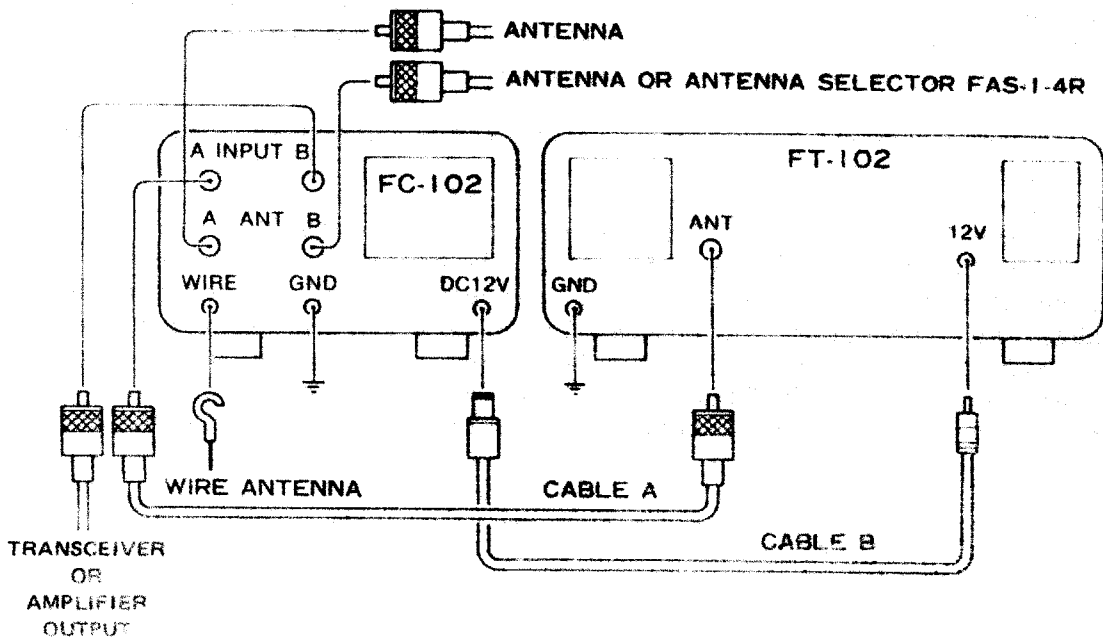 ANTENNA
ANTENNA OR ANTENNA SELECTOR FAS-1-4R
A INPUT B
FC-102
FT-102
A ANT B
ANT
12V
WIRE
GND
DC12V
GND
WIRE ANTENNA
CABLE A
CABLE B
TRANSCEIVER
OR
AMPLIFIER
OUTPUT